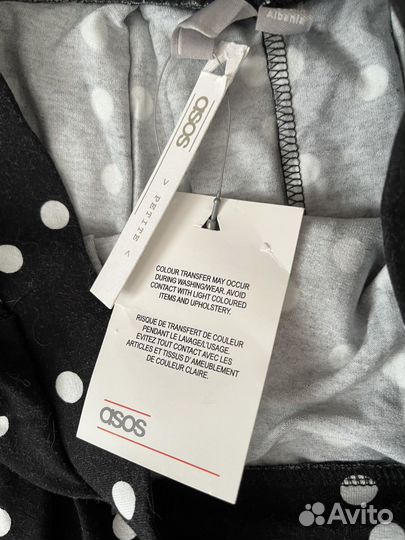 Albania
asos
> PETITE <
COLOUR TRANSFER MAY OCCUR
DURING WASHING/WEAR. AVOID
CONTACT WITH LIGHT COLOURED
ITEMS AND UPHOLSTERY.
RISQUE DE TRANSFERT DE COULEUR
PENDANT LE LAVAGE/L'USAGE.
EVITEZ TOUT CONTACT AVEC LES
ARTICLES ET TISSUS D'AMEUBLEMENT
DE COULEUR CLAIRE.
asos
Avito